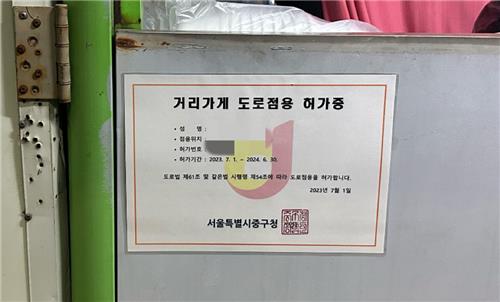 거리가게 도로점용 허가증
• 성 명 :
• 점용위치 :
• 허가번호 :
• 허가기간 : 2023. 7. 1. ~ 2024. 6. 30.
도로법 제61조 및 같은법 시행령 제54조에 따라 도로점용을 허가합니다.
2023년 7월 1일
서울특별시중구청